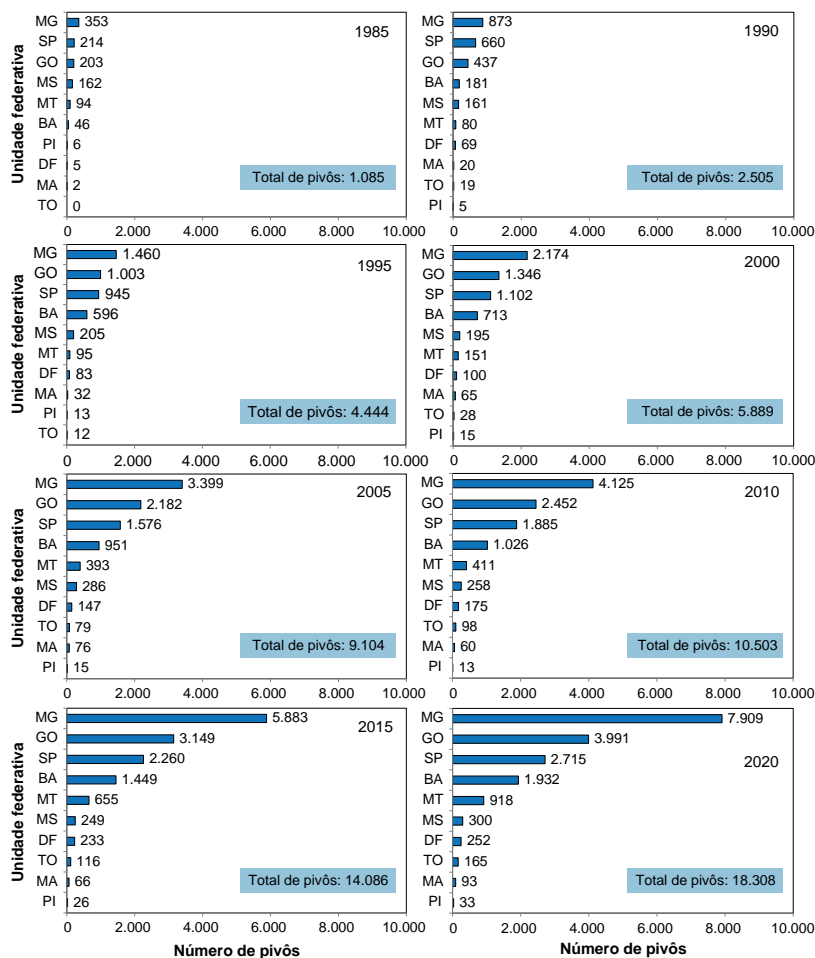 Unidade federativa
1985
MG 353
SP 214
GO 203
MS 162
MT 94
BA 46
PI 6
DF 5
MA 2
TO 0
Total de pivôs: 1.085
0 2.000 4.000 6.000 8.000 10.000
1990
MG 873
SP 660
GO 437
BA 181
MS 161
MT 80
DF 69
MA 20
TO 19
PI 5
Total de pivôs: 2.505
0 2.000 4.000 6.000 8.000 10.000
Unidade federativa
1995
MG 1.460
GO 1.003
SP 945
BA 596
MS 205
MT 95
DF 83
MA 32
PI 13
TO 12
Total de pivôs: 4.444
0 2.000 4.000 6.000 8.000 10.000
2000
MG 2.174
GO 1.346
SP 1.102
BA 713
MS 195
MT 151
DF 100
MA 65
TO 28
PI 15
Total de pivôs: 5.889
0 2.000 4.000 6.000 8.000 10.000
Unidade federativa
2005
MG 3.399
GO 2.182
SP 1.576
BA 951
MT 393
MS 286
DF 147
TO 79
MA 76
PI 15
Total de pivôs: 9.104
0 2.000 4.000 6.000 8.000 10.000
2010
MG 4.125
GO 2.452
SP 1.885
BA 1.026
MT 411
MS 258
DF 175
TO 98
MA 60
PI 13
Total de pivôs: 10.503
0 2.000 4.000 6.000 8.000 10.000
Unidade federativa
2015
MG 5.883
GO 3.149
SP 2.260
BA 1.449
MT 655
MS 249
DF 233
TO 116
MA 66
PI 26
Total de pivôs: 14.086
0 2.000 4.000 6.000 8.000 10.000
Número de pivôs
2020
MG 7.909
GO 3.991
SP 2.715
BA 1.932
MT 918
MS 300
DF 252
TO 165
MA 93
PI 33
Total de pivôs: 18.308
0 2.000 4.000 6.000 8.000 10.000
Número de pivôs